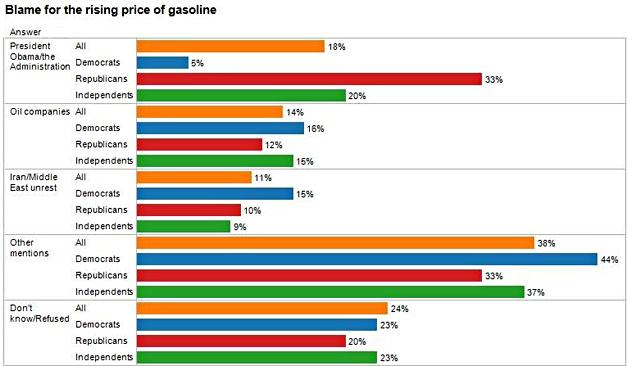 Blame for the rising price of gasoline
Answer
President
Obama/the
Administration
All 18%
Democrats 5%
Republicans 33%
Independents 20%
Oil companies
All 14%
Democrats 16%
Republicans 12%
Independents 15%
Iran/Middle
East unrest
All 11%
Democrats 15%
Republicans 10%
Independents 9%
Other
mentions
All 38%
Democrats 44%
Republicans 33%
Independents 37%
Don't
know/Refused
All 24%
Democrats 23%
Republicans 20%
Independents 23%